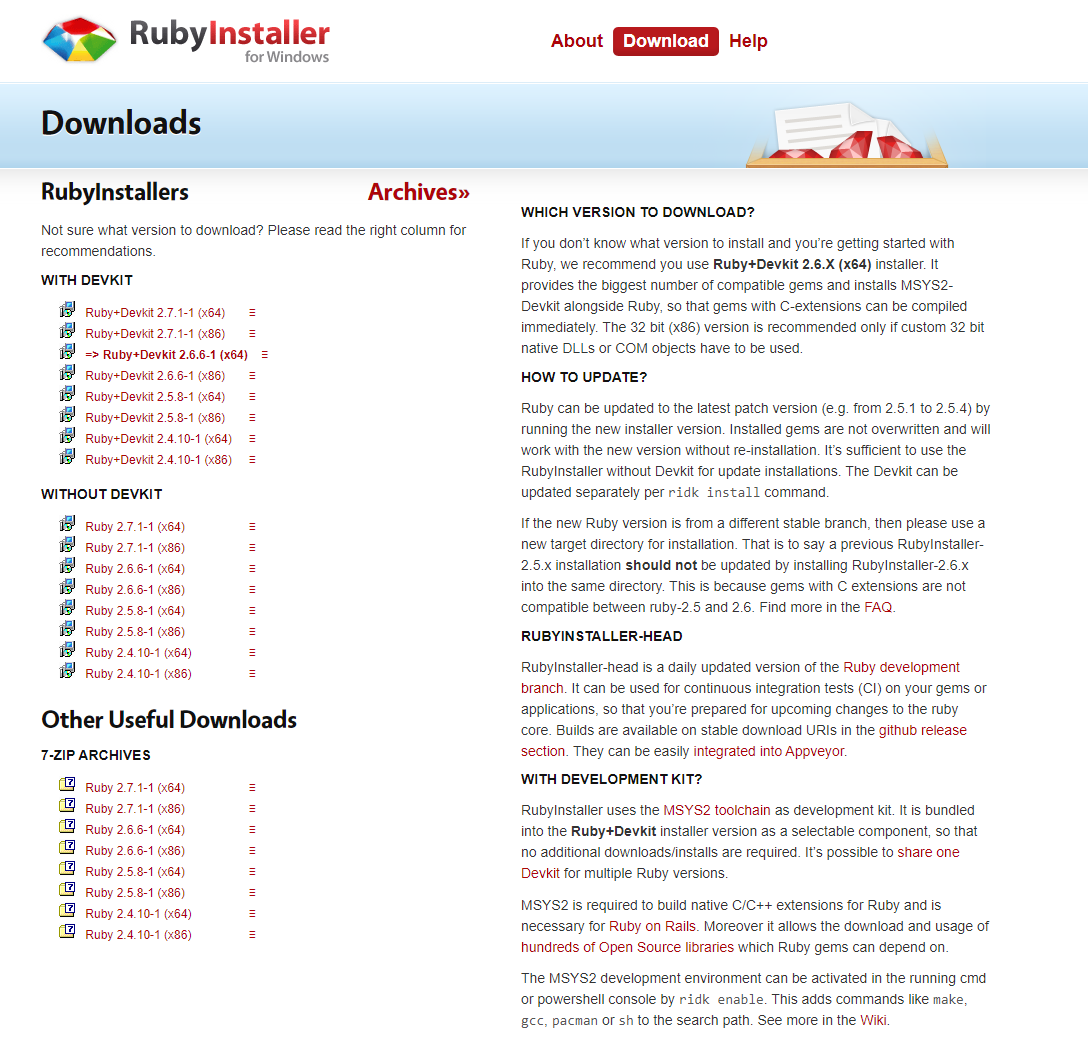 RubyInstaller
for Windows
About Download Help
Downloads
RubyInstallers Archives»
Not sure what version to download? Please read the right column for
recommendations.
WITH DEVKIT
Ruby+Devkit 2.7.1-1 (x64)
Ruby+Devkit 2.7.1-1 (x86)
=> Ruby+Devkit 2.6.6-1 (x64)
Ruby+Devkit 2.6.6-1 (x86)
Ruby+Devkit 2.5.8-1 (x64)
Ruby+Devkit 2.5.8-1 (x86)
Ruby+Devkit 2.4.10-1 (x64)
Ruby+Devkit 2.4.10-1 (x86)
WITHOUT DEVKIT
Ruby 2.7.1-1 (x64)
Ruby 2.7.1-1 (x86)
Ruby 2.6.6-1 (x64)
Ruby 2.6.6-1 (x86)
Ruby 2.5.8-1 (x64)
Ruby 2.5.8-1 (x86)
Ruby 2.4.10-1 (x64)
Ruby 2.4.10-1 (x86)
Other Useful Downloads
7-ZIP ARCHIVES
Ruby 2.7.1-1 (x64)
Ruby 2.7.1-1 (x86)
Ruby 2.6.6-1 (x64)
Ruby 2.6.6-1 (x86)
Ruby 2.5.8-1 (x64)
Ruby 2.5.8-1 (x86)
Ruby 2.4.10-1 (x64)
Ruby 2.4.10-1 (x86)
WHICH VERSION TO DOWNLOAD?
If you don’t know what version to install and you’re getting started with
Ruby, we recommend you use Ruby+Devkit 2.6.X (x64) installer. It
provides the biggest number of compatible gems and installs MSYS2-
Devkit alongside Ruby, so that gems with C-extensions can be compiled
immediately. The 32 bit (x86) version is recommended only if custom 32 bit
native DLLs or COM objects have to be used.
HOW TO UPDATE?
Ruby can be updated to the latest patch version (e.g. from 2.5.1 to 2.5.4) by
running the new installer version. Installed gems are not overwritten and will
work with the new version without re-installation. It’s sufficient to use the
RubyInstaller without Devkit for update installations. The Devkit can be
updated separately per ridk install command.
If the new Ruby version is from a different stable branch, then please use a
new target directory for installation. That is to say a previous RubyInstaller-
2.5.x installation should not be updated by installing RubyInstaller-2.6.x
into the same directory. This is because gems with C extensions are not
compatible between ruby-2.5 and 2.6. Find more in the FAQ.
RUBYINSTALLER-HEAD
RubyInstaller-head is a daily updated version of the Ruby development
branch. It can be used for continuous integration tests (CI) on your gems or
applications, so that you’re prepared for upcoming changes to the ruby
core. Builds are available on stable download URIs in the github release
section. They can be easily integrated into Appveyor.
WITH DEVELOPMENT KIT?
RubyInstaller uses the MSYS2 toolchain as development kit. It is bundled
into the Ruby+Devkit installer version as a selectable component, so that
no additional downloads/installs are required. It’s possible to share one
Devkit for multiple Ruby versions.
MSYS2 is required to build native C/C++ extensions for Ruby and is
necessary for Ruby on Rails. Moreover it allows the download and usage of
hundreds of Open Source libraries which Ruby gems can depend on.
The MSYS2 development environment can be activated in the running cmd
or powershell console by ridk enable. This adds commands like make,
gcc, pacman or sh to the search path. See more in the Wiki.